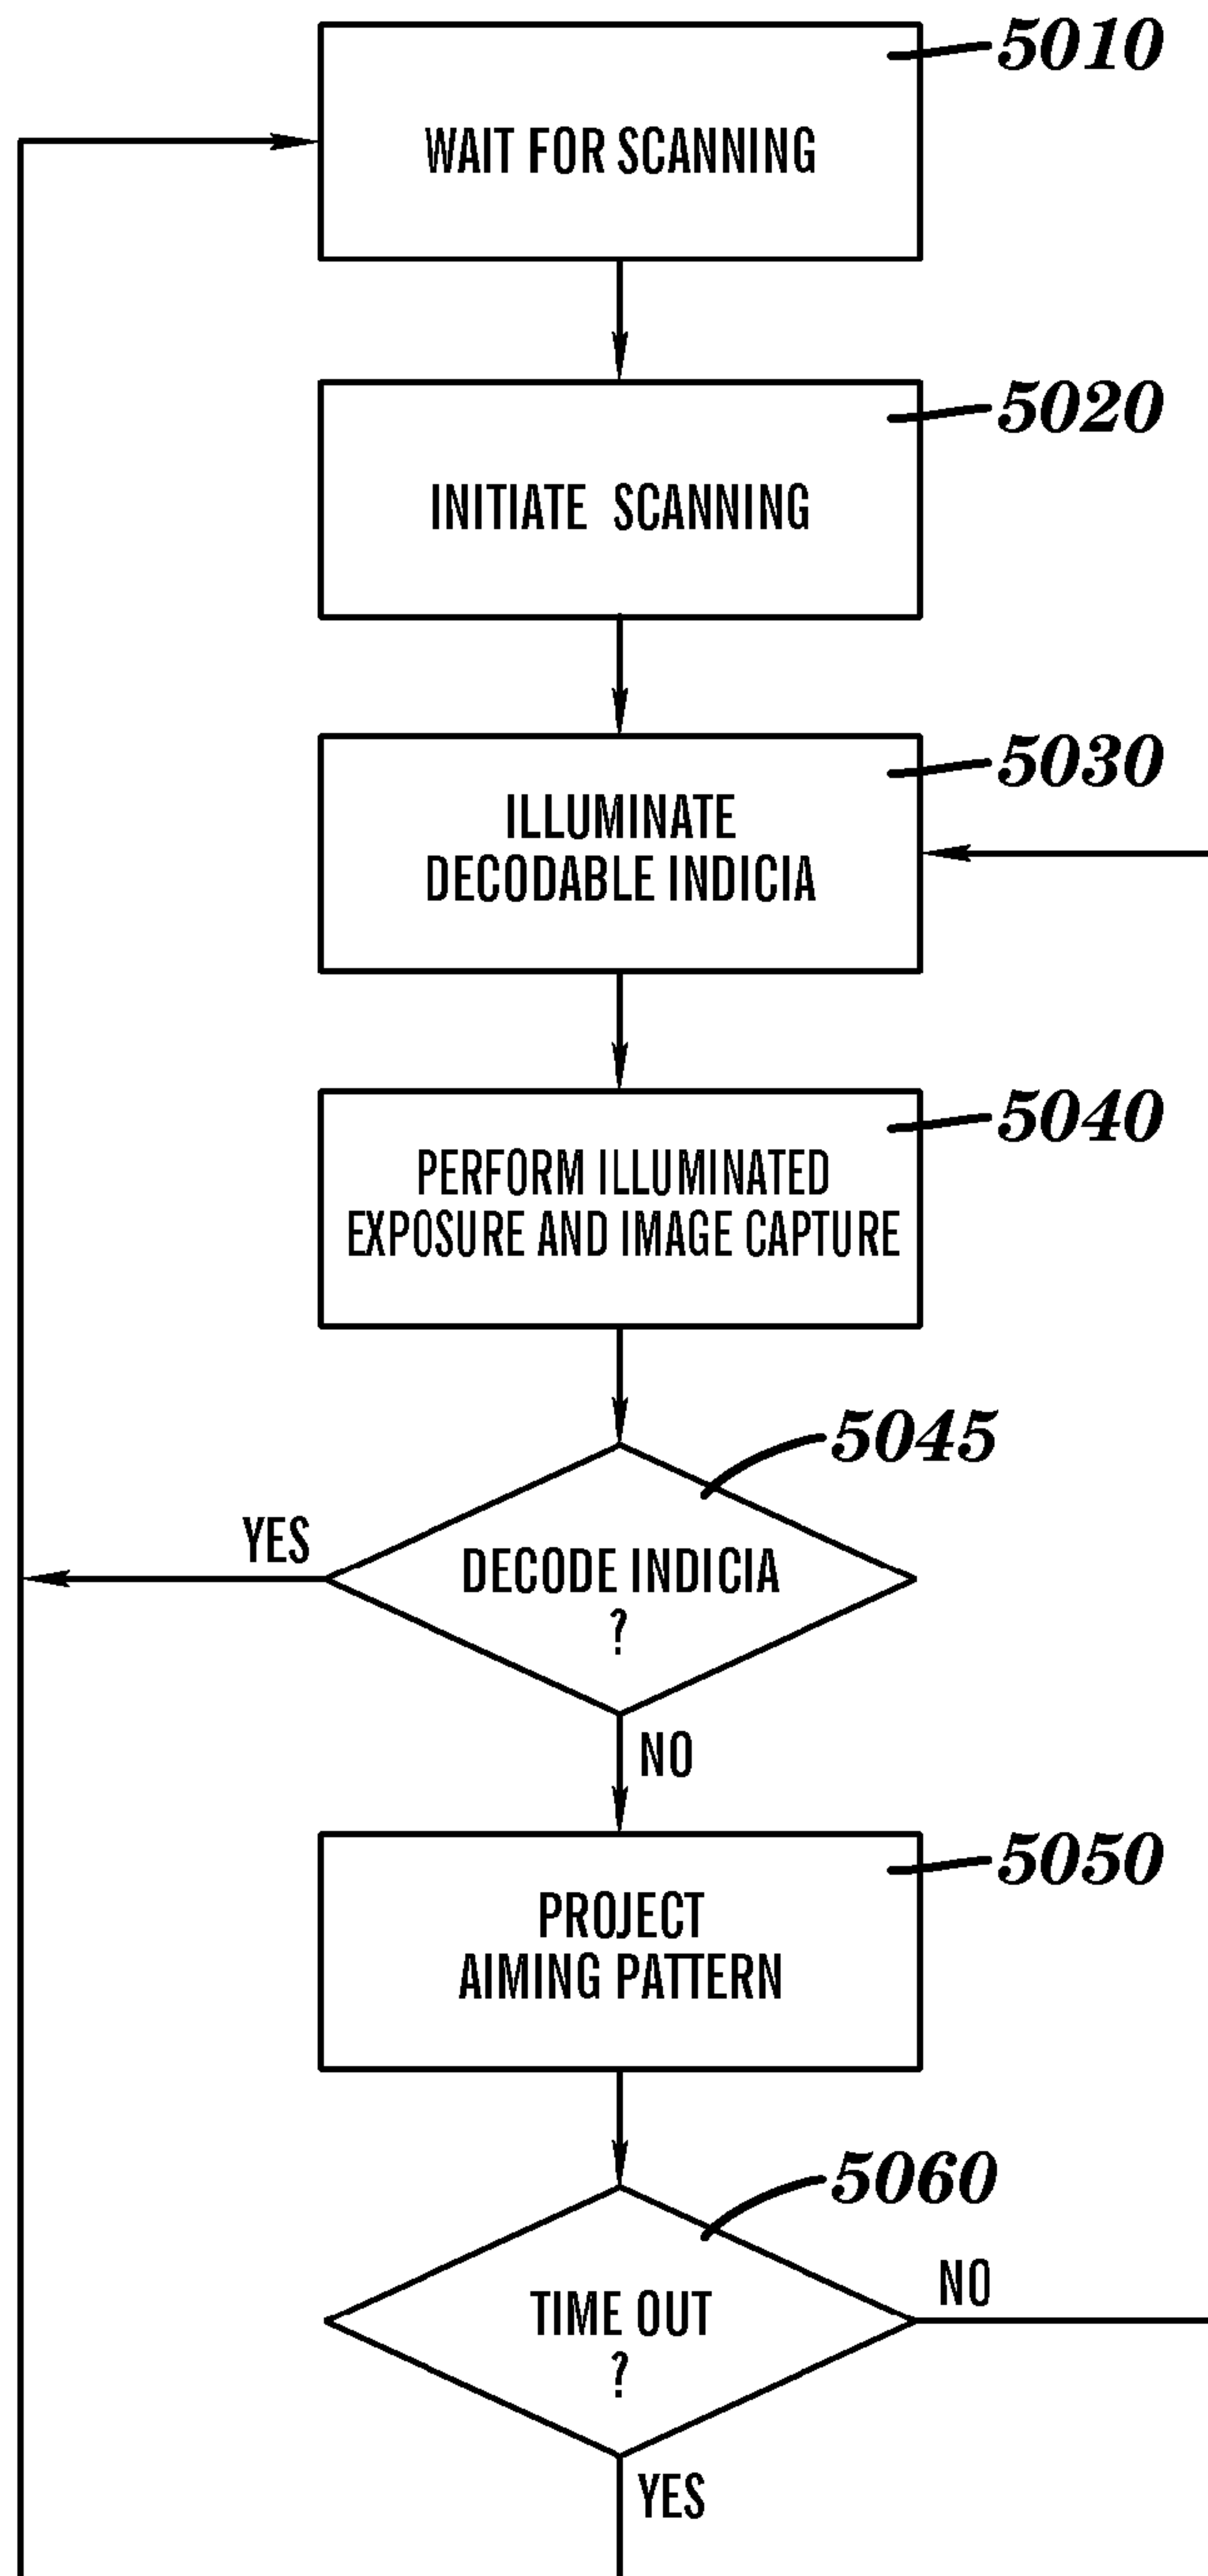 5010
WAIT FOR SCANNING
5020
INITIATE SCANNING
5030
ILLUMINATE
DECODABLE INDICIA
5040
PERFORM ILLUMINATED
EXPOSURE AND IMAGE CAPTURE
5045
YES
DECODE INDICIA
?
NO
5050
PROJECT
AIMING PATTERN
5060
NO
TIME OUT
?
YES